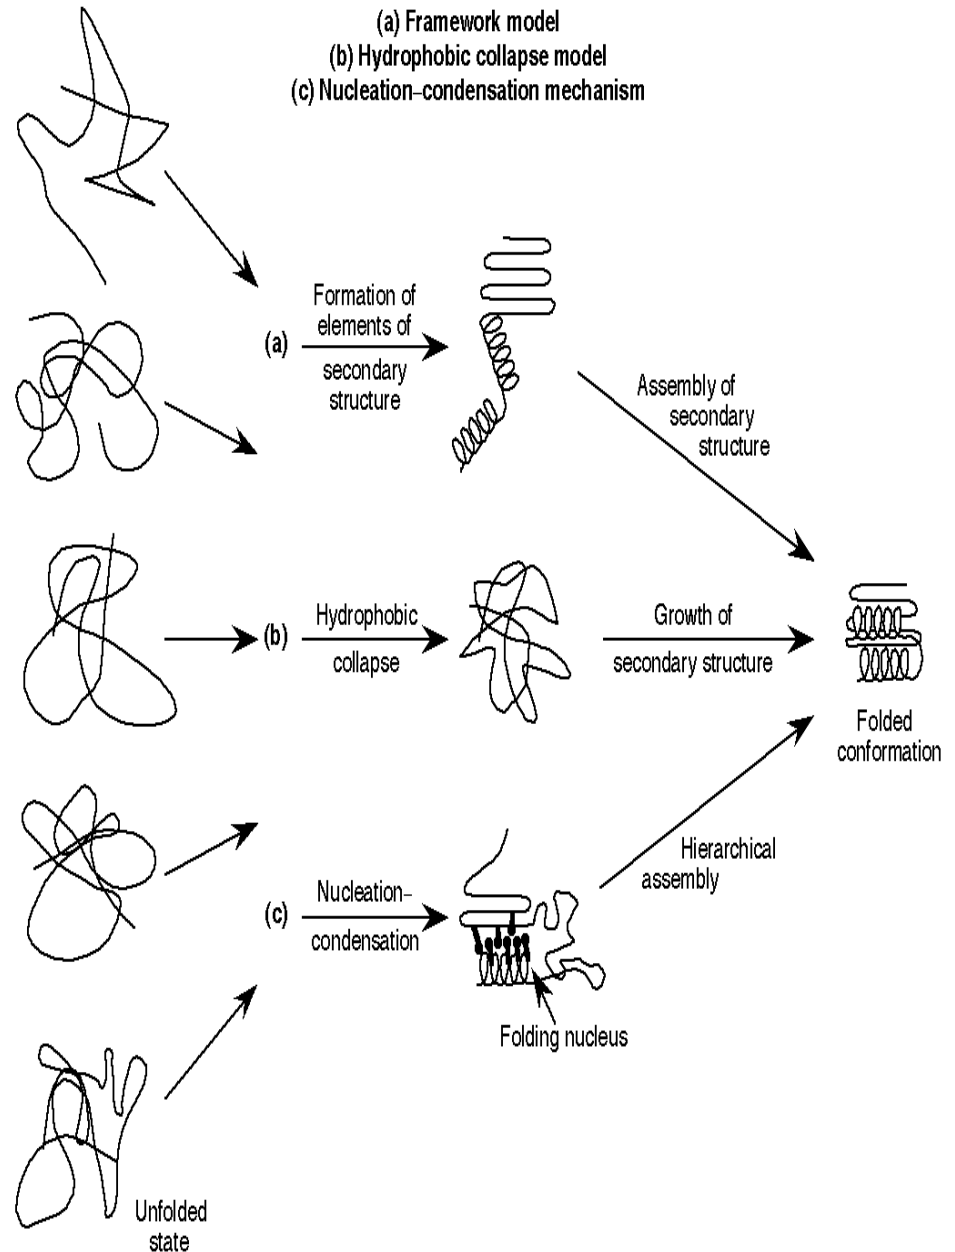 (a) Framework model
(b) Hydrophobic collapse model
(c) Nucleation–condensation mechanism
(a)
Formation of
elements of
secondary
structure
Assembly of
secondary
structure
(b)
Hydrophobic
collapse
Growth of
secondary structure
Folded
conformation
(c)
Nucleation–
condensation
Hierarchical
assembly
Folding nucleus
Unfolded
state